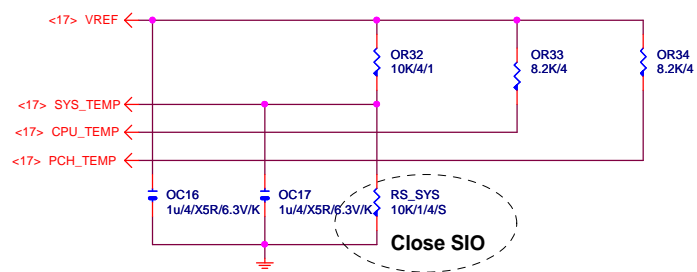 <17> VREF
OR32
10K/4/1
OR33
8.2K/4
OR34
8.2K/4
<17> SYS_TEMP
<17> CPU_TEMP
<17> PCH_TEMP
OC16
1u/4/X5R/6.3V/K
OC17
1u/4/X5R/6.3V/K
RS_SYS
10K/1/4/S
Close SIO